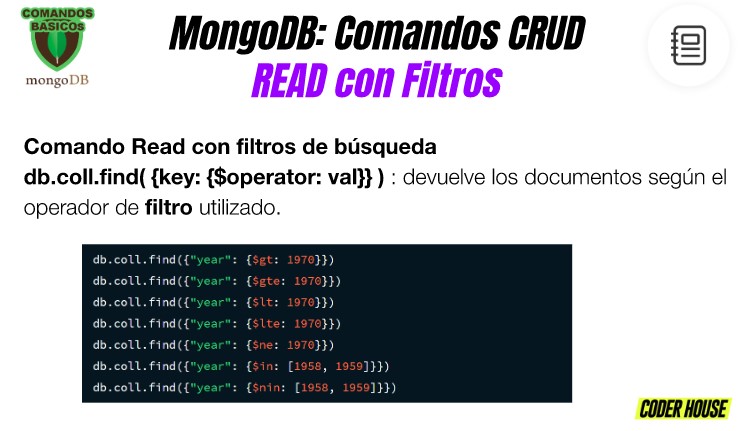 COMANDOS
BASICOS
mongoDB
MongoDB: Comandos CRUD
READ con Filtros
Comando Read con filtros de búsqueda
db.coll.find( {key: {$operator: val}} ) : devuelve los documentos según el
operador de filtro utilizado.
db.coll.find({"year": {$gt: 1970}})
db.coll.find({"year": {$gte: 1970}})
db.coll.find({"year": {$lt: 1970}})
db.coll.find({"year": {$lte: 1970}})
db.coll.find({"year": {$ne: 1970}})
db.coll.find({"year": {$in: [1958, 1959]}})
db.coll.find({"year": {$nin: [1958, 1959]}})
CODER HOUSE